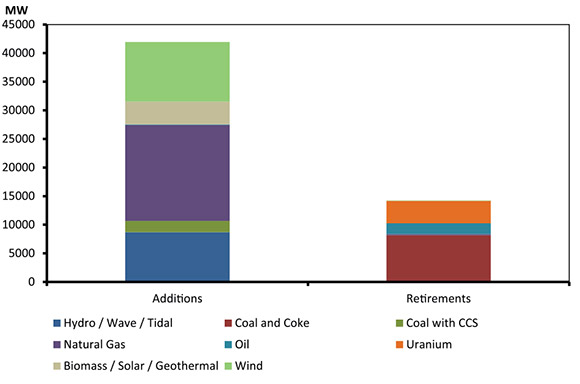 MW
45000
40000
35000
30000
25000
20000
15000
10000
5000
0
Additions Retirements
Hydro / Wave / Tidal Coal and Coke Coal with CCS
Natural Gas Oil Uranium
Biomass / Solar / Geothermal Wind